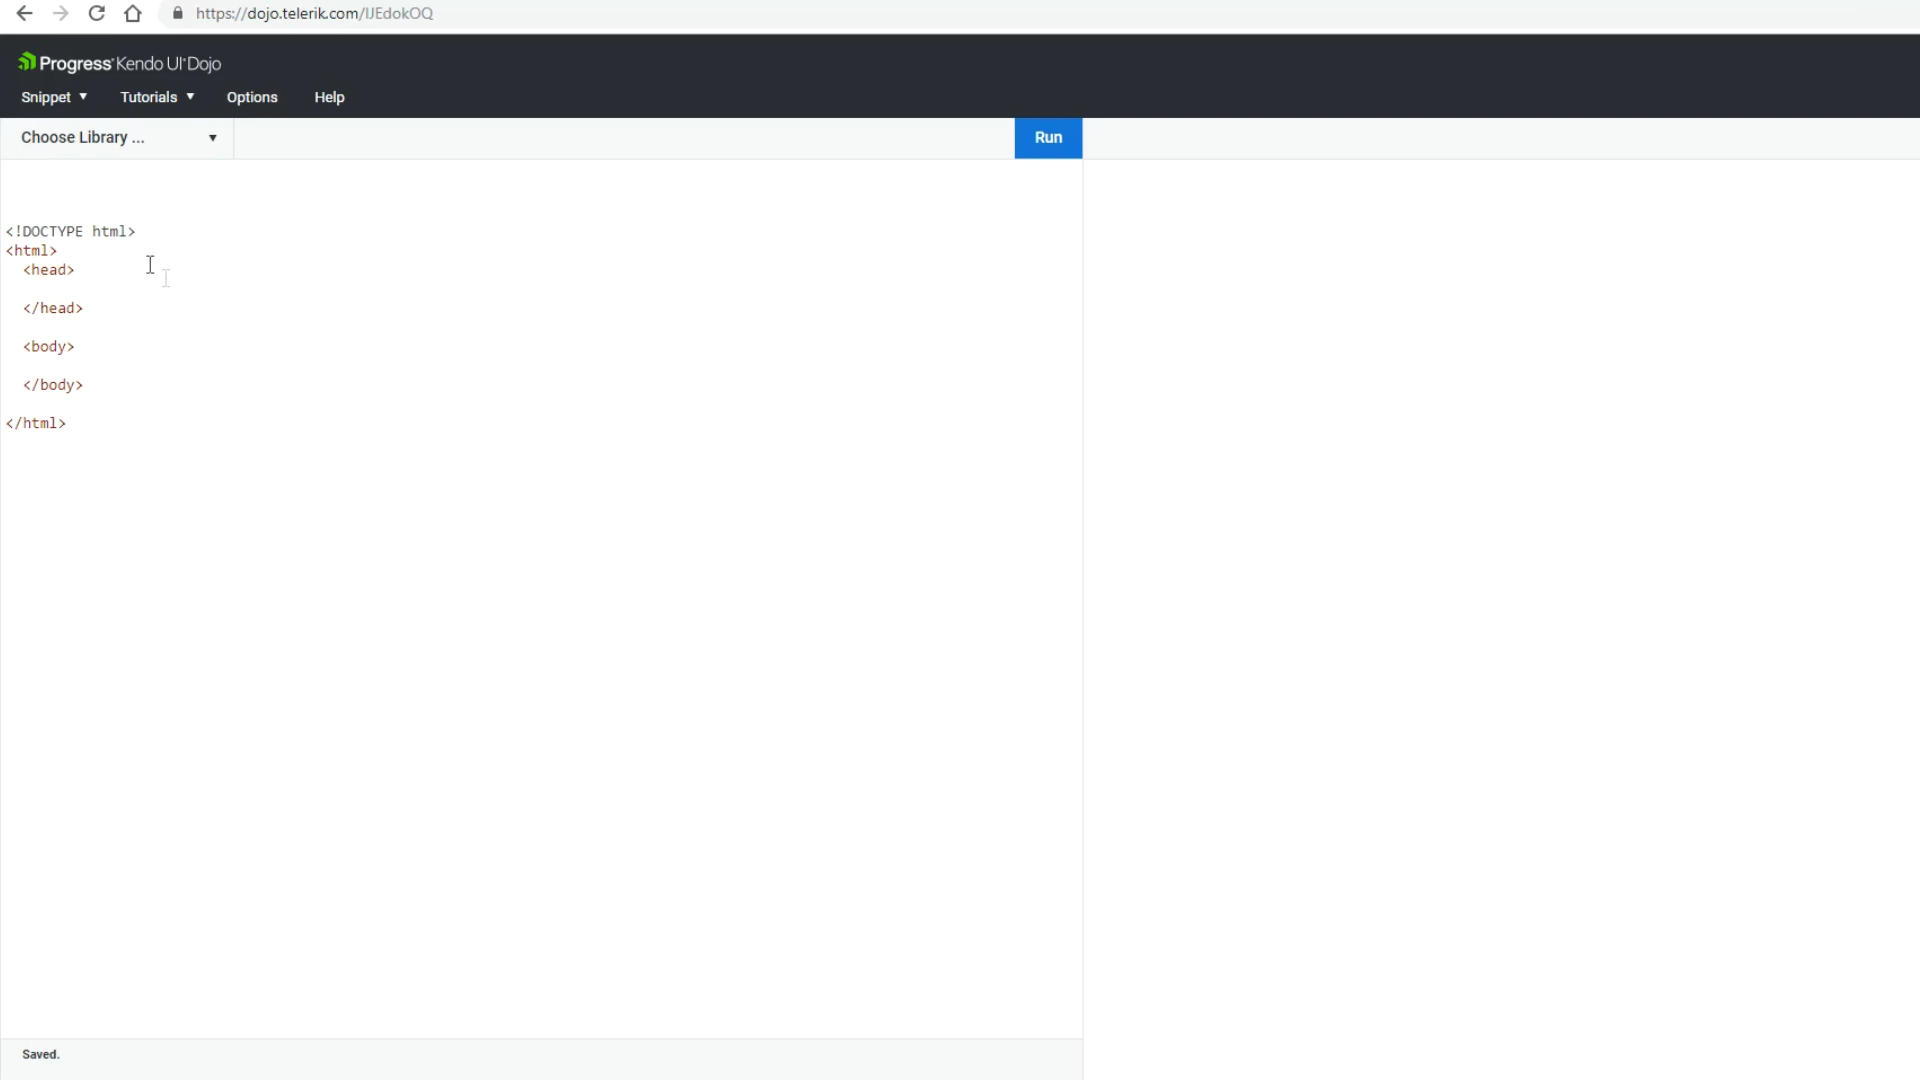 https://dojo.telerik.com/IJEdokOQ
Progress Kendo UI Dojo
Snippet ▼ Tutorials ▼ Options Help
Choose Library ... ▼ Run
<!DOCTYPE html>
<html>
<head>
</head>
<body>
</body>
</html>
Saved.